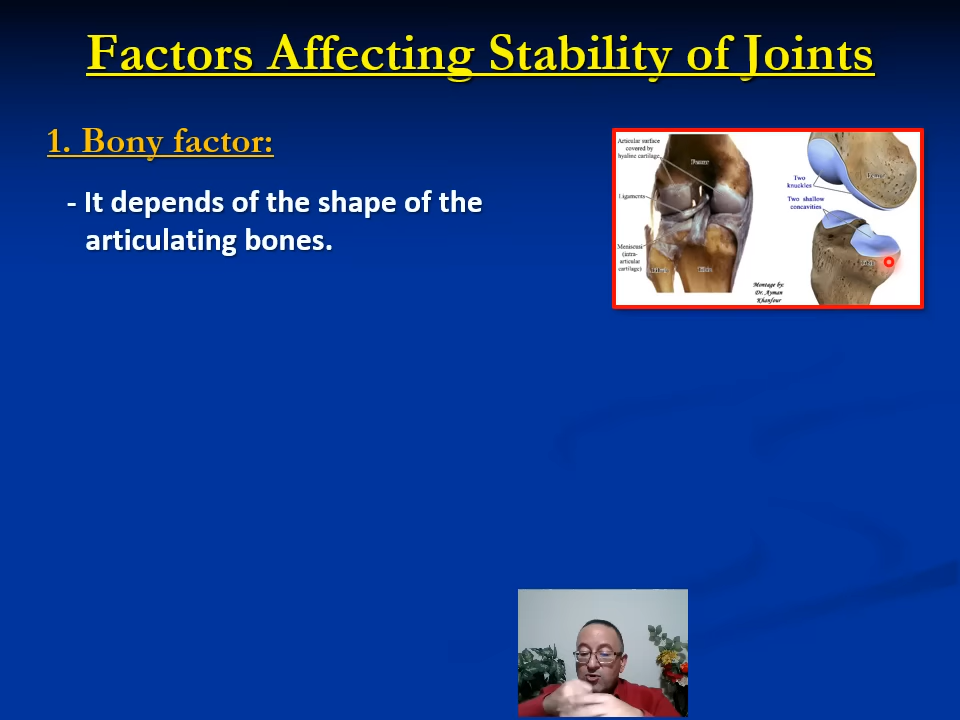 Factors Affecting Stability of Joints
1. Bony factor:
- It depends of the shape of the
articulating bones.
Articular surface
covered by
hyaline cartilage
Ligaments
Meniscusi
(intra-
articular
cartilage)
Femur
Tibia
Two
knuckles
Two shallow
concavities
Montage by:
Dr. Ayman
Khanfour